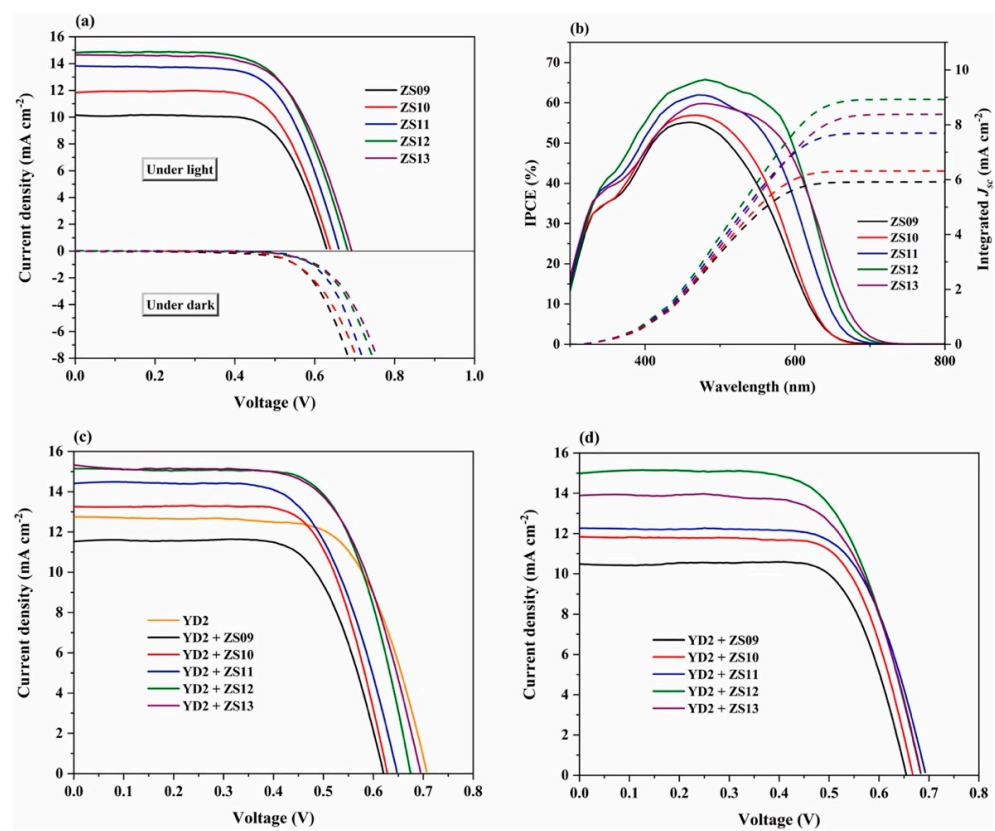 (a)
16
14
12
10
8
6
4
2
0
-2
-4
-6
-8
0.0 0.2 0.4 0.6 0.8 1.0
Current density (mA cm⁻²)
Voltage (V)
ZS09
ZS10
ZS11
ZS12
ZS13
Under light
Under dark
(b)
70
60
50
40
30
20
10
0
IPCE (%)
10
8
6
4
2
0
Integrated Jsc (mA cm⁻²)
400 600 800
Wavelength (nm)
ZS09
ZS10
ZS11
ZS12
ZS13
(c)
16
14
12
10
8
6
4
2
0
0.0 0.1 0.2 0.3 0.4 0.5 0.6 0.7 0.8
Current density (mA cm⁻²)
Voltage (V)
YD2
YD2 + ZS09
YD2 + ZS10
YD2 + ZS11
YD2 + ZS12
YD2 + ZS13
(d)
16
14
12
10
8
6
4
2
0
0.0 0.1 0.2 0.3 0.4 0.5 0.6 0.7 0.8
Current density (mA cm⁻²)
Voltage (V)
YD2 + ZS09
YD2 + ZS10
YD2 + ZS11
YD2 + ZS12
YD2 + ZS13